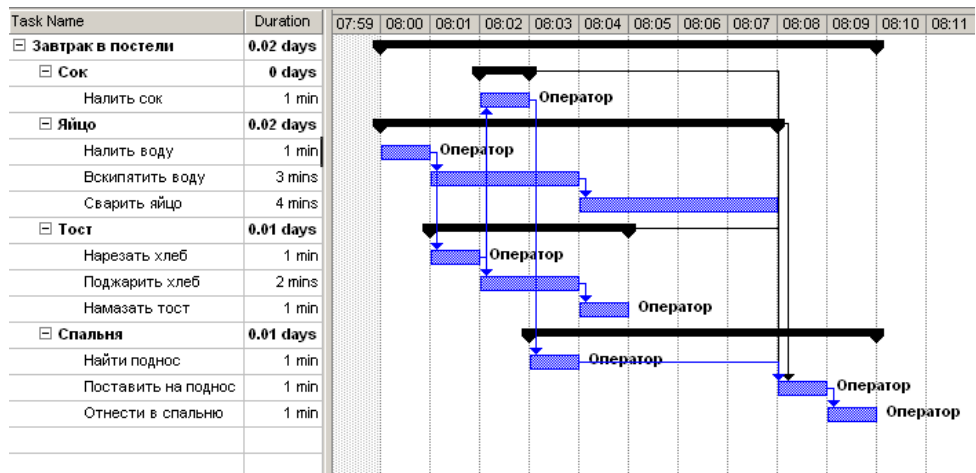 Task Name Duration 07:59 08:00 08:01 08:02 08:03 08:04 08:05 08:06 08:07 08:08 08:09 08:10 08:11
Завтрак в постели 0.02 days
Сок 0 days
Налить сок 1 min Оператор
Яйцо 0.02 days
Налить воду 1 min Оператор
Вскипятить воду 3 mins
Сварить яйцо 4 mins
Тост 0.01 days
Нарезать хлеб 1 min Оператор
Поджарить хлеб 2 mins
Намазать тост 1 min Оператор
Спальня 0.01 days
Найти поднос 1 min Оператор
Поставить на поднос 1 min Оператор
Отнести в спальню 1 min Оператор